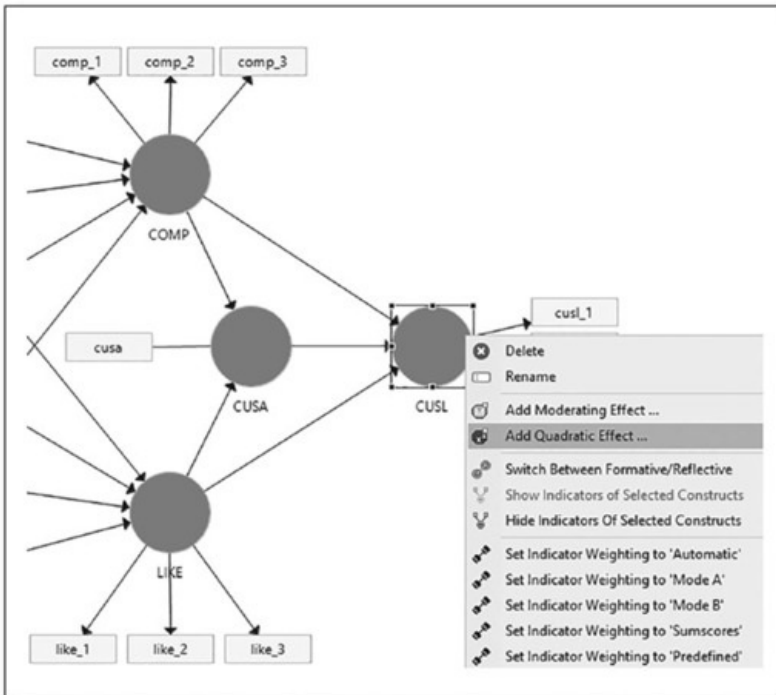 comp_1
comp_2
comp_3
COMP
cusa
CUSA
cusl_1
CUSL
LIKE
like_1
like_2
like_3
Delete
Rename
Add Moderating Effect ...
Add Quadratic Effect ...
Switch Between Formative/Reflective
Show Indicators of Selected Constructs
Hide Indicators Of Selected Constructs
Set Indicator Weighting to 'Automatic'
Set Indicator Weighting to 'Mode A'
Set Indicator Weighting to 'Mode B'
Set Indicator Weighting to 'Sumscores'
Set Indicator Weighting to 'Predefined'